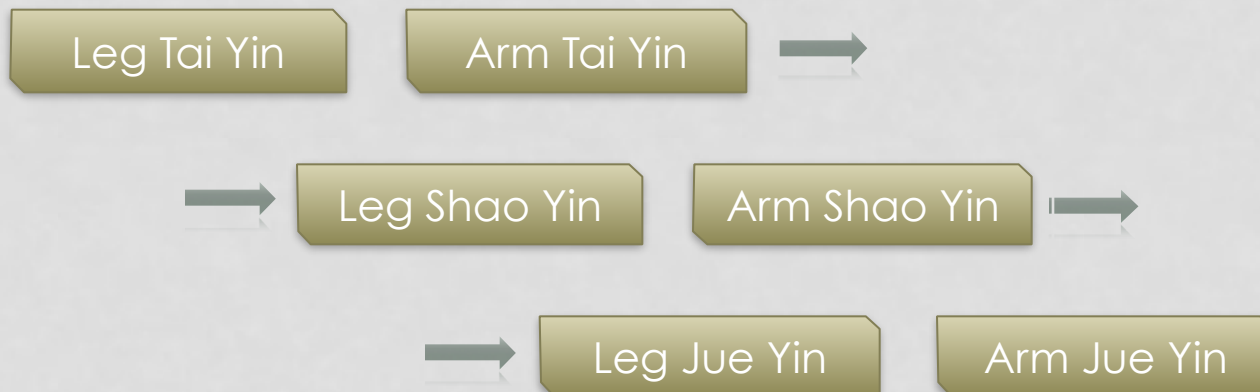 Leg Tai Yin Arm Tai Yin
Leg Shao Yin Arm Shao Yin
Leg Jue Yin Arm Jue Yin